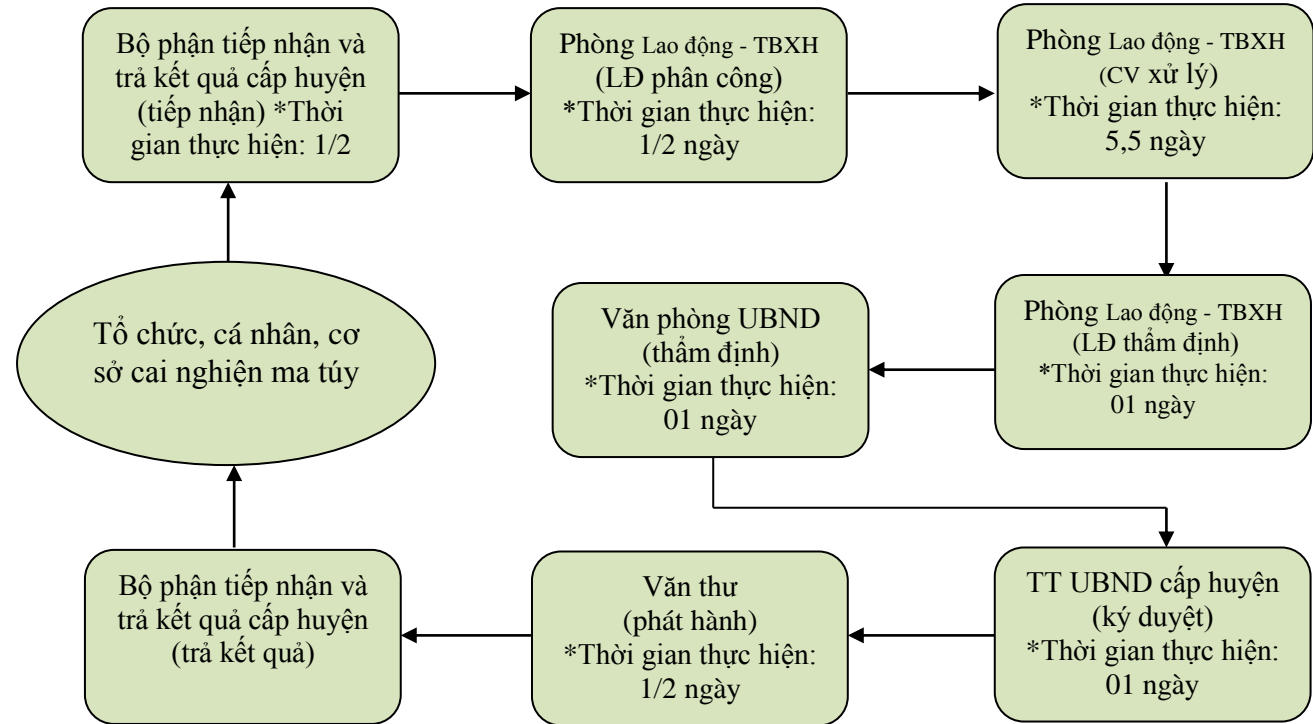 Bộ phận tiếp nhận và
trả kết quả cấp huyện
(tiếp nhận) *Thời
gian thực hiện: 1/2
Phòng Lao động - TBXH
(LĐ phân công)
*Thời gian thực hiện:
1/2 ngày
Phòng Lao động - TBXH
(CV xử lý)
*Thời gian thực hiện:
5,5 ngày
Phòng Lao động - TBXH
(LĐ thẩm định)
*Thời gian thực hiện:
01 ngày
Văn phòng UBND
(thẩm định)
*Thời gian thực hiện:
01 ngày
TT UBND cấp huyện
(ký duyệt)
*Thời gian thực hiện:
01 ngày
Văn thư
(phát hành)
*Thời gian thực hiện:
1/2 ngày
Bộ phận tiếp nhận và
trả kết quả cấp huyện
(trả kết quả)
Tổ chức, cá nhân, cơ
sở cai nghiện ma túy